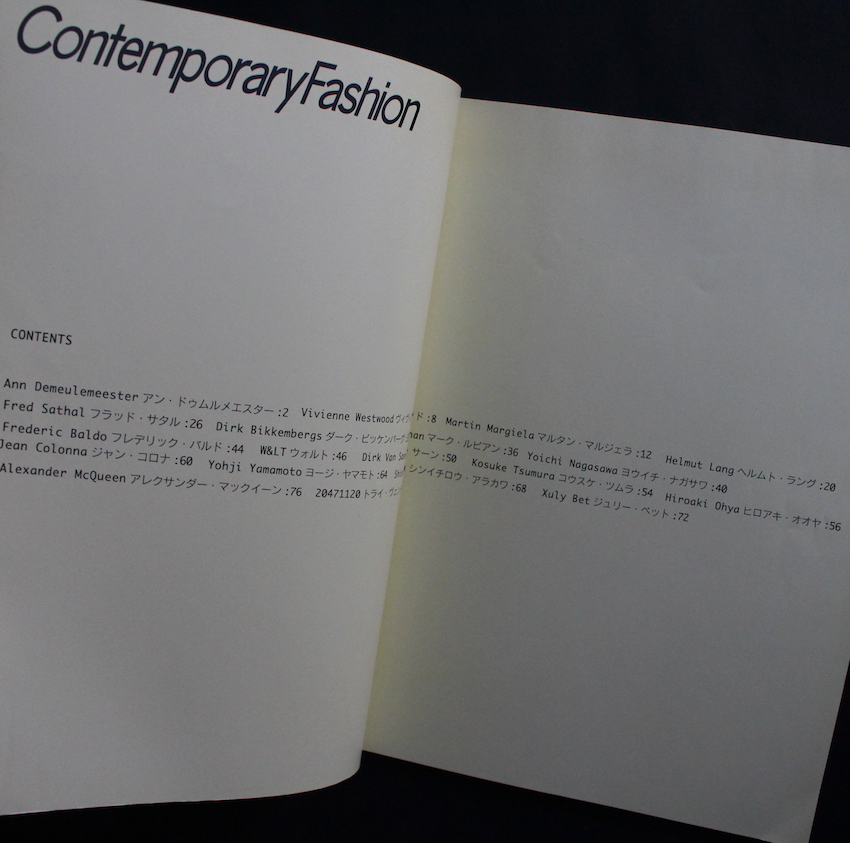 ContemporaryFashion
CONTENTS
Ann Demeulemeester アン・ドゥムルメエスター :2 Vivienne Westwood :8 Martin Margiela マルタン・マルジェラ :12 Helmut Lang ヘルムト・ラング :20
Fred Sathal フラッド・サタル :26 Dirk Bikkembergs ダーク・ビッケンバーグ マーク・ルビアン :36 Yoichi Nagasawa ヨウイチ・ナガサワ :40
Frederic Baldo フレデリック・バルド :44 W&LT ウォルト :46 Dirk Van サーン :50 Kosuke Tsumura コウスケ・ツムラ :54 Hiroaki Ohya ヒロアキ・オオヤ :56
Jean Colonna ジャン・コロナ :60 Yohji Yamamoto ヨージ・ヤマモト :64 シンイチロウ・アラカワ :68 Xuly Bet ジュリー・ベット :72
Alexander McQueen アレクサンダー・マックイーン :76 20471120 トライ・